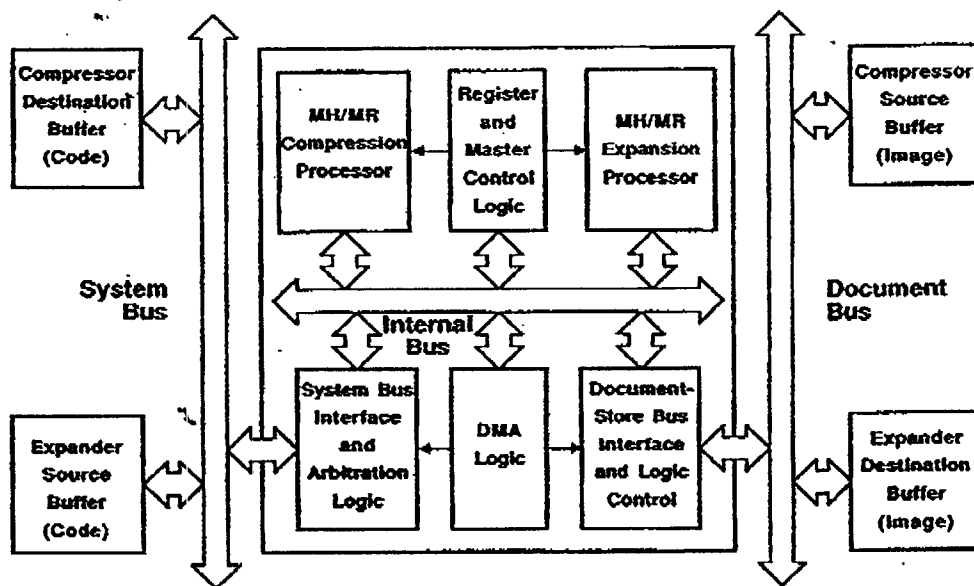 Compressor
Destination
Buffer
(Code)
MH/MR
Compression
Processor
Register
and
Master
Control
Logic
MH/MR
Expansion
Processor
Compressor
Source
Buffer
(Image)
System
Bus
Internal
Bus
Document
Bus
Expander
Source
Buffer
(Code)
System Bus
Interface
and
Arbitration
Logic
DMA
Logic
Document-
Store Bus
Interface
and Logic
Control
Expander
Destination
Buffer
(Image)